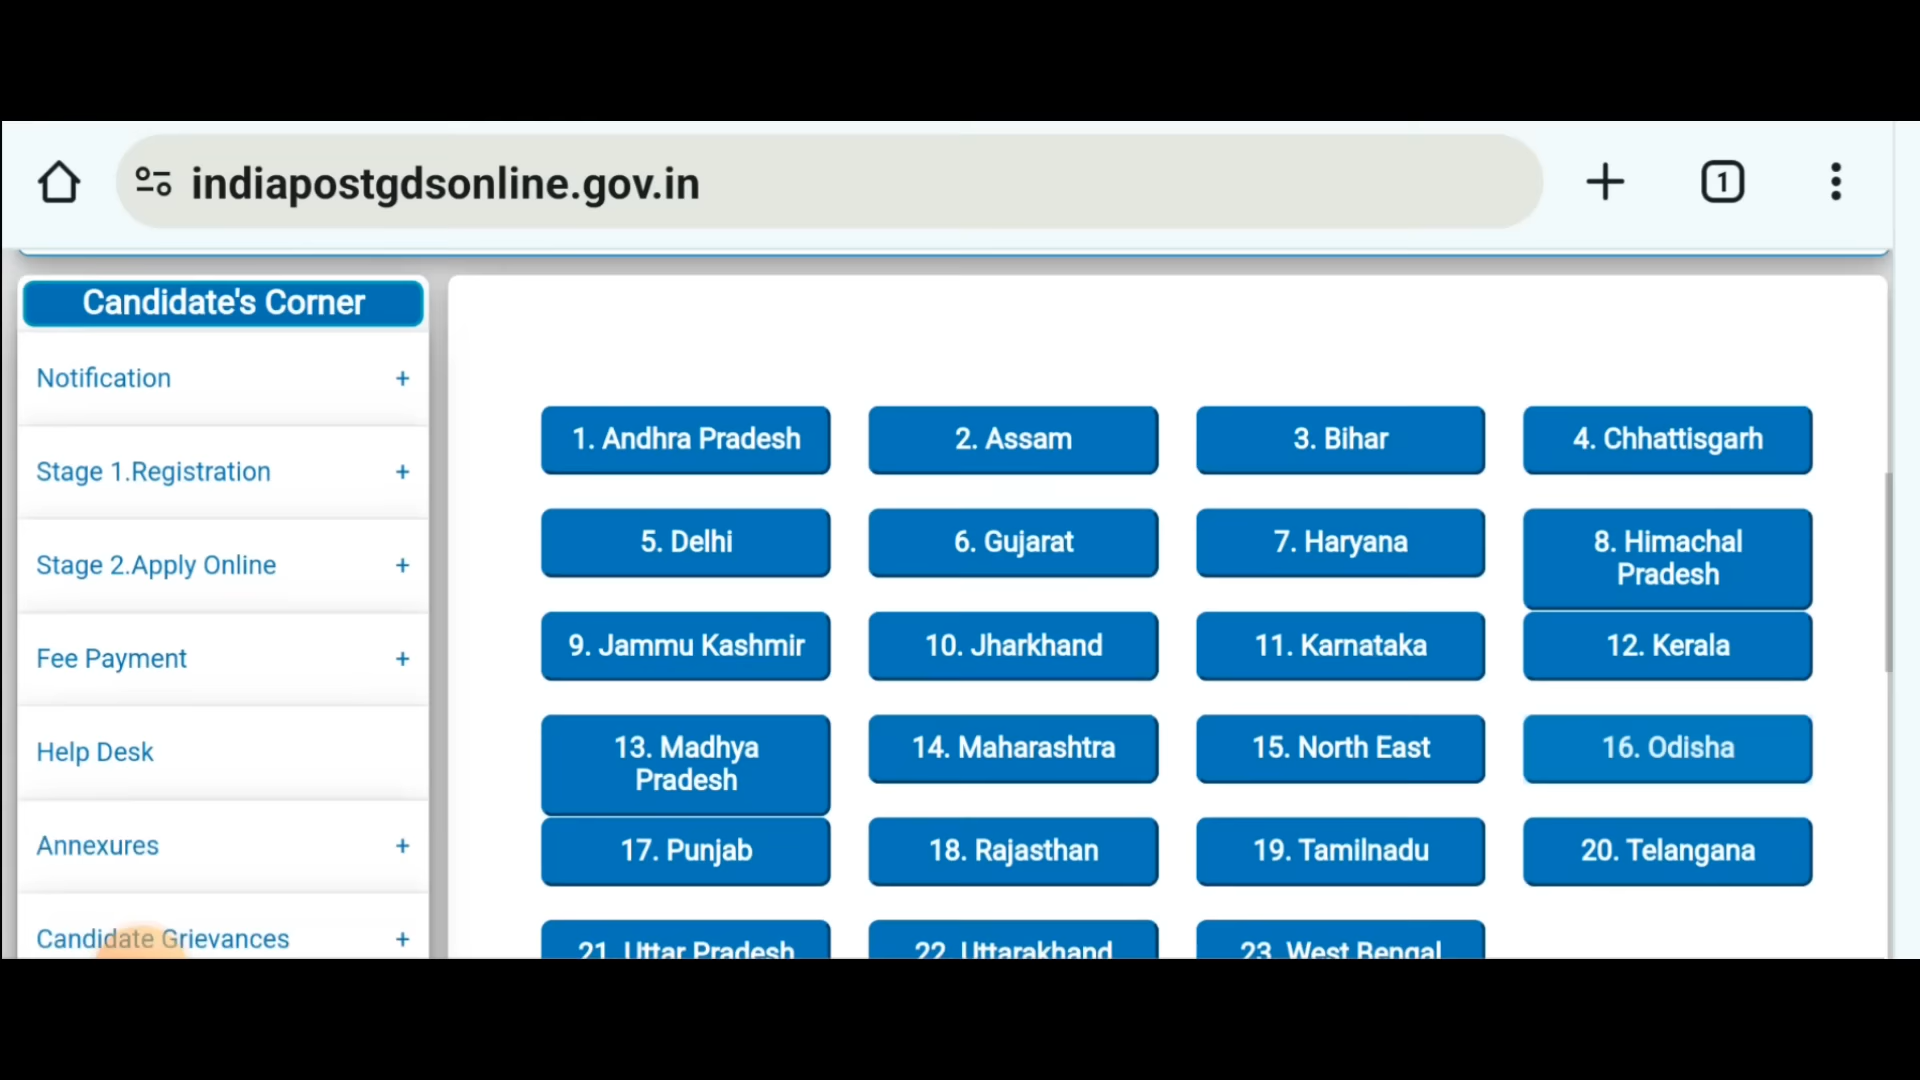 indiapostgdsonline.gov.in
1
Candidate's Corner
Notification +
Stage 1.Registration +
Stage 2.Apply Online +
Fee Payment +
Help Desk
Annexures +
Candidate Grievances +
1. Andhra Pradesh
2. Assam
3. Bihar
4. Chhattisgarh
5. Delhi
6. Gujarat
7. Haryana
8. Himachal
Pradesh
9. Jammu Kashmir
10. Jharkhand
11. Karnataka
12. Kerala
13. Madhya
Pradesh
14. Maharashtra
15. North East
16. Odisha
17. Punjab
18. Rajasthan
19. Tamilnadu
20. Telangana
21. Uttar Pradesh
22. Uttarakhand
23. West Bengal